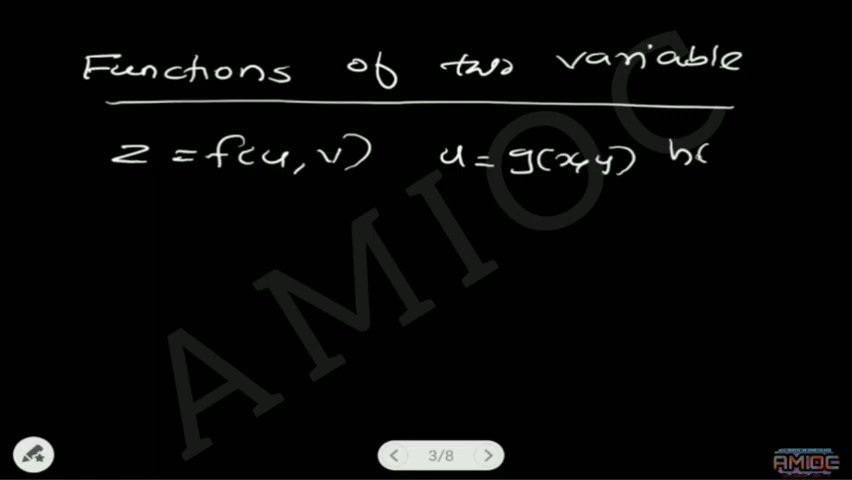 Functions of two variable
z = f(u, v) u = g(x, y) h(
AMIOC
3/8
AMIOC